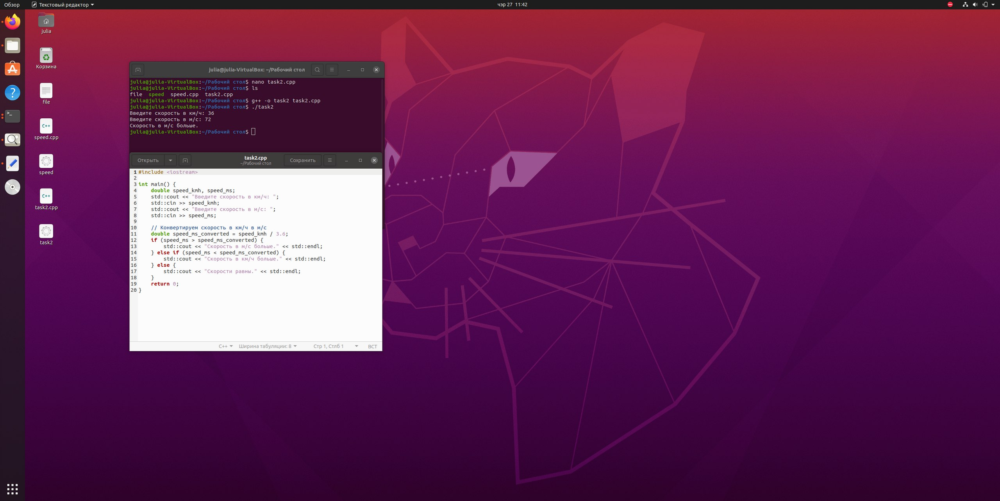 Обзор
Текстовый редактор
чэр 27 11:42
julia
Корзина
file
speed.cpp
speed
task2.cpp
task2
julia@julia-VirtualBox: ~/Рабочий стол
julia@julia-VirtualBox:~/Рабочий стол$ nano task2.cpp
julia@julia-VirtualBox:~/Рабочий стол$ ls
file  speed  speed.cpp  task2.cpp
julia@julia-VirtualBox:~/Рабочий стол$ g++ -o task2 task2.cpp
julia@julia-VirtualBox:~/Рабочий стол$ ./task2
Введите скорость в км/ч: 36
Введите скорость в м/с: 72
Скорость в м/с больше.
julia@julia-VirtualBox:~/Рабочий стол$
Открыть
task2.cpp
~/Рабочий стол
Сохранить
1 #include <iostream>
2
3 int main() {
4     double speed_kmh, speed_ms;
5     std::cout << "Введите скорость в км/ч: ";
6     std::cin >> speed_kmh;
7     std::cout << "Введите скорость в м/с: ";
8     std::cin >> speed_ms;
9
10     // Конвертируем скорость в км/ч в м/с
11     double speed_ms_converted = speed_kmh / 3.6;
12     if (speed_ms > speed_ms_converted) {
13         std::cout << "Скорость в м/с больше." << std::endl;
14     } else if (speed_ms < speed_ms_converted) {
15         std::cout << "Скорость в км/ч больше." << std::endl;
16     } else {
17         std::cout << "Скорости равны." << std::endl;
18     }
19     return 0;
20 }
C++
Ширина табуляции: 8
Стр 1, Стлб 1
ВСТ